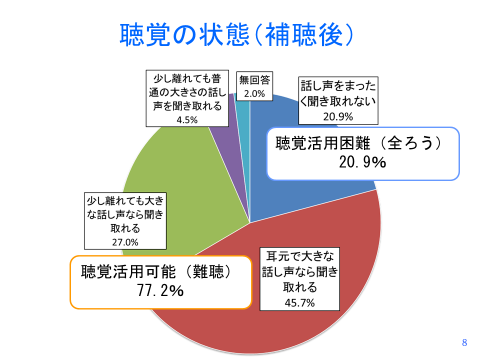 聴覚の状態(補聴後)
少し離れても普
通の大きさの話し
声を聞き取れる
4.5%
無回答
2.0%
話し声をまった
く聞き取れない
20.9%
聴覚活用困難（全ろう）
20.9%
少し離れても大き
な話し声なら聞き
取れる
27.0%
聴覚活用可能（難聴）
77.2%
耳元で大きな
話し声なら聞き
取れる
45.7%
8